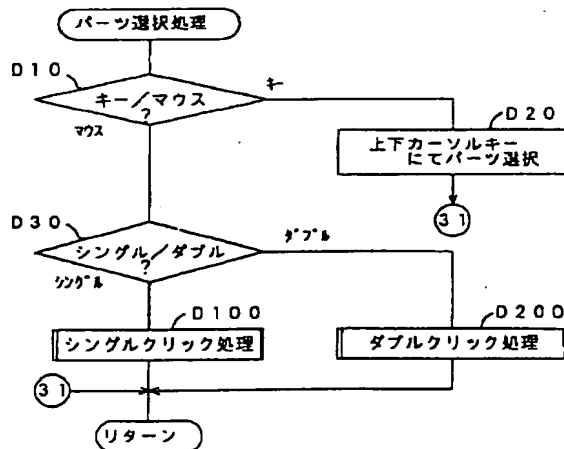 パーツ選択処理
D10
キー／マウス
?
キー
マウス
D20
上下カーソルキー
にてパーツ選択
31
D30
シングル／ダブル
?
ダブル
シングル
D100
シングルクリック処理
D200
ダブルクリック処理
31
リターン